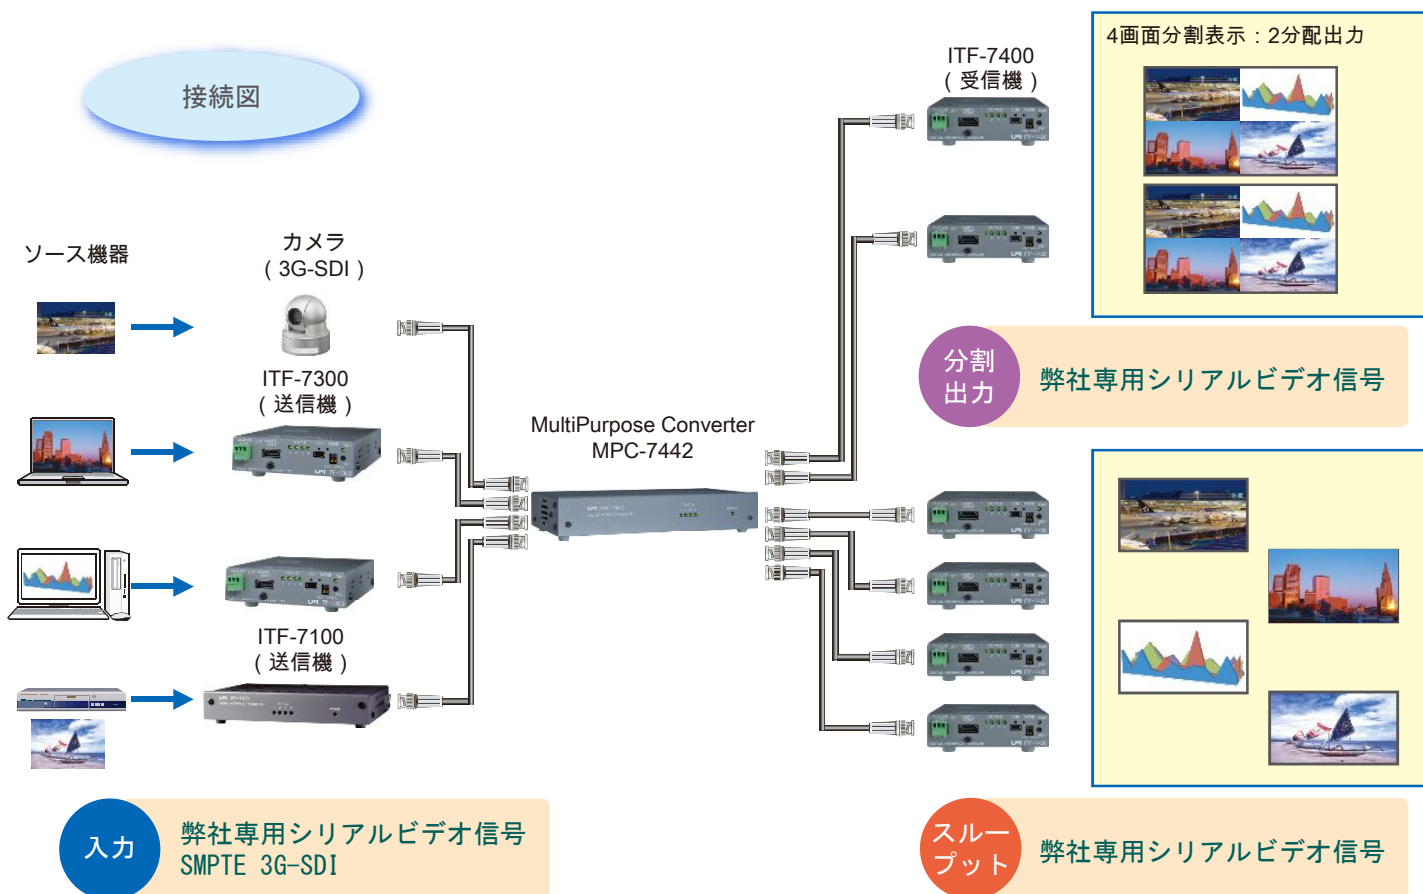 接続図
ソース機器
カメラ
( 3G-SDI )
ITF-7300
( 送信機 )
ITF-7100
( 送信機 )
MultiPurpose Converter
MPC-7442
ITF-7400
( 受信機 )
4画面分割表示：2分配出力
分割
出力
弊社専用シリアルビデオ信号
入力
弊社専用シリアルビデオ信号
SMPTE 3G-SDI
スルー
プット
弊社専用シリアルビデオ信号